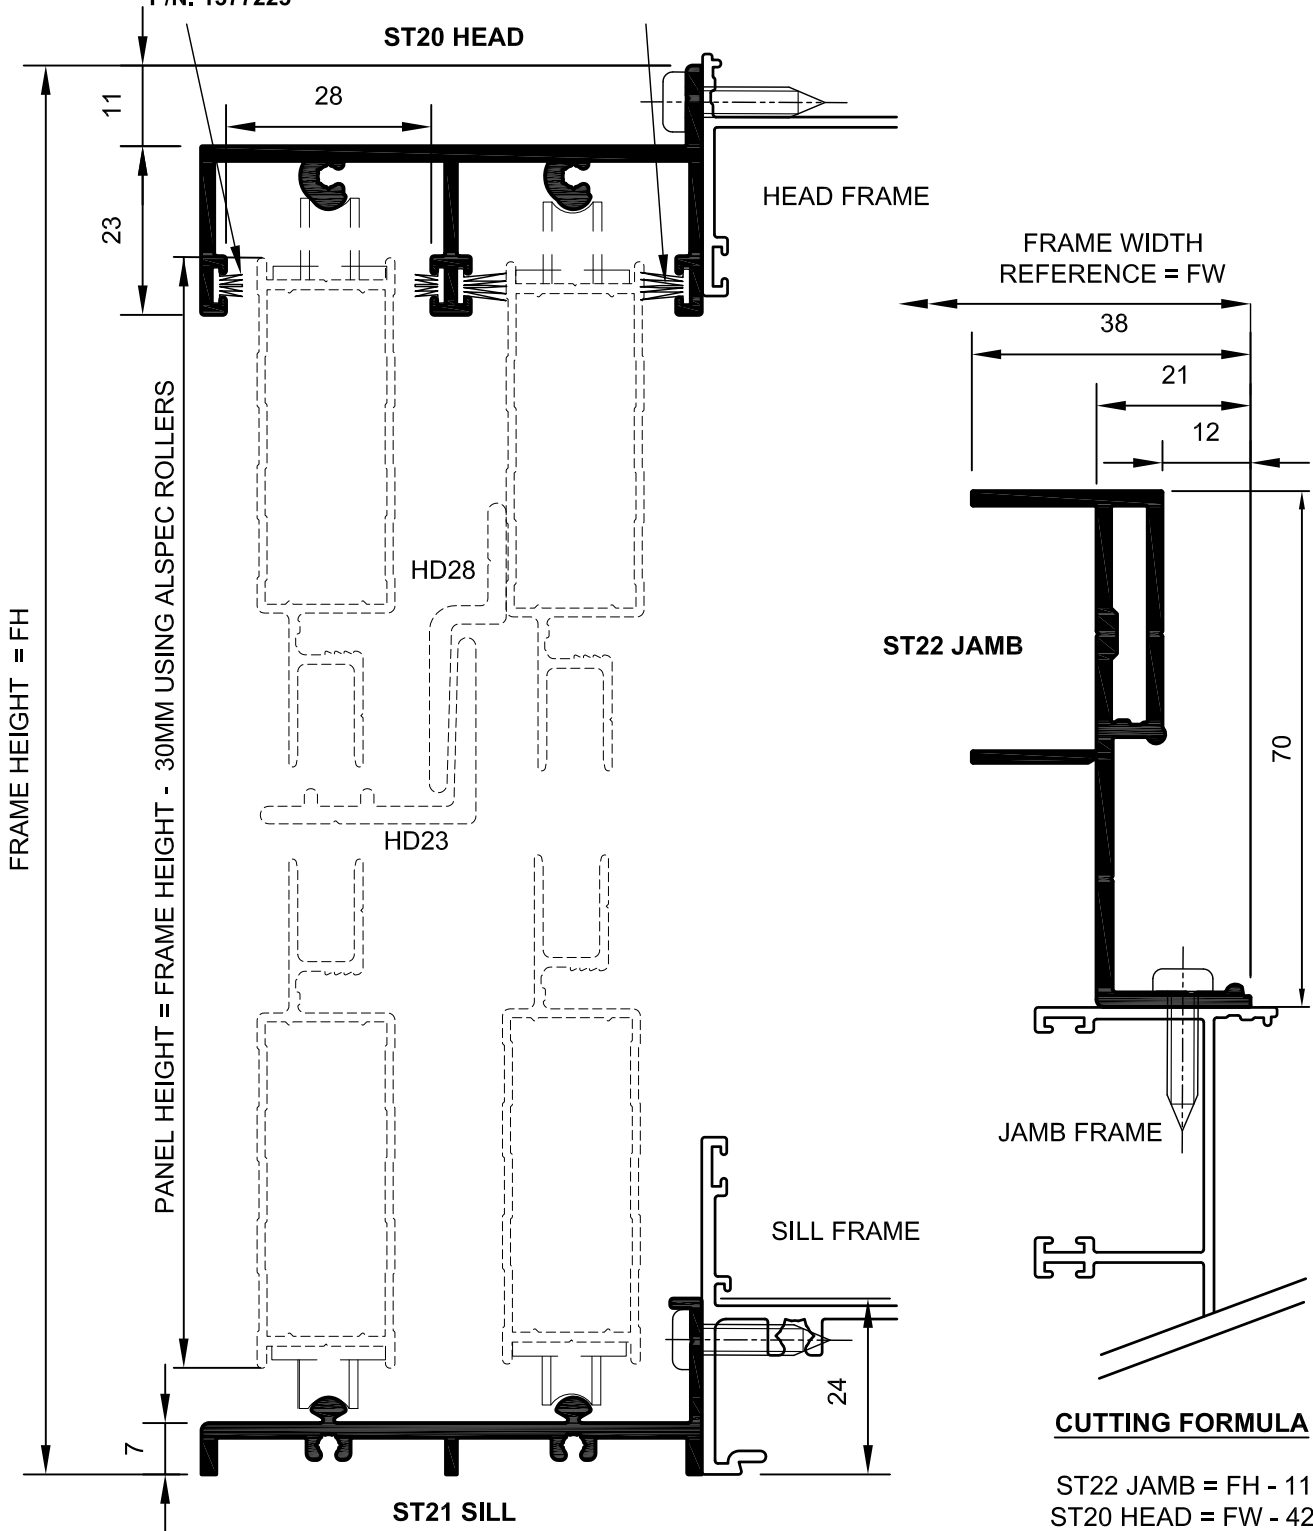 P/N: 1377225
ST20 HEAD
11
28
23
HEAD FRAME
FRAME WIDTH
REFERENCE = FW
38
21
12
HD28
ST22 JAMB
FRAME HEIGHT = FH
PANEL HEIGHT = FRAME HEIGHT - 30MM USING ALSPEC ROLLERS
70
HD23
JAMB FRAME
SILL FRAME
24
7
CUTTING FORMULA
ST21 SILL
ST22 JAMB = FH - 11
ST20 HEAD = FW - 42